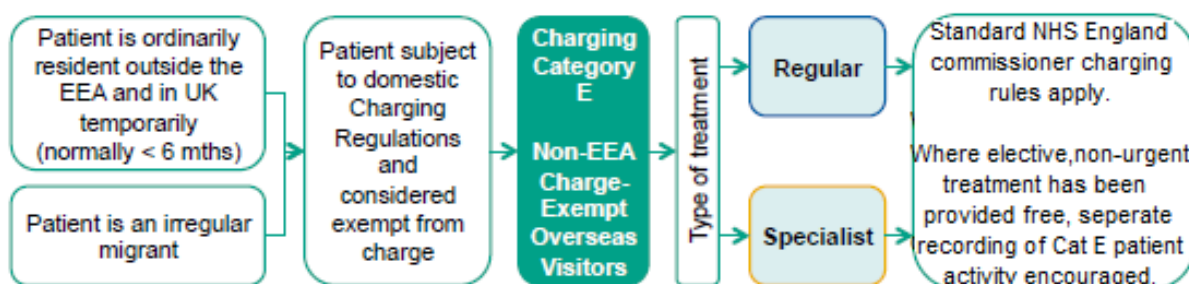 Patient is ordinarily
resident outside the
EEA and in UK
temporarily
(normally < 6 mths)
Patient is an irregular
migrant
Patient subject
to domestic
Charging
Regulations
and
considered
exempt from
charge
Charging
Category
E
Non-EEA
Charge-
Exempt
Overseas
Visitors
Type of treatment
Regular
Specialist
Standard NHS England
commissioner charging
rules apply.
Where elective,non-urgent
treatment has been
provided free, seperate
recording of Cat E patient
activity encouraged.